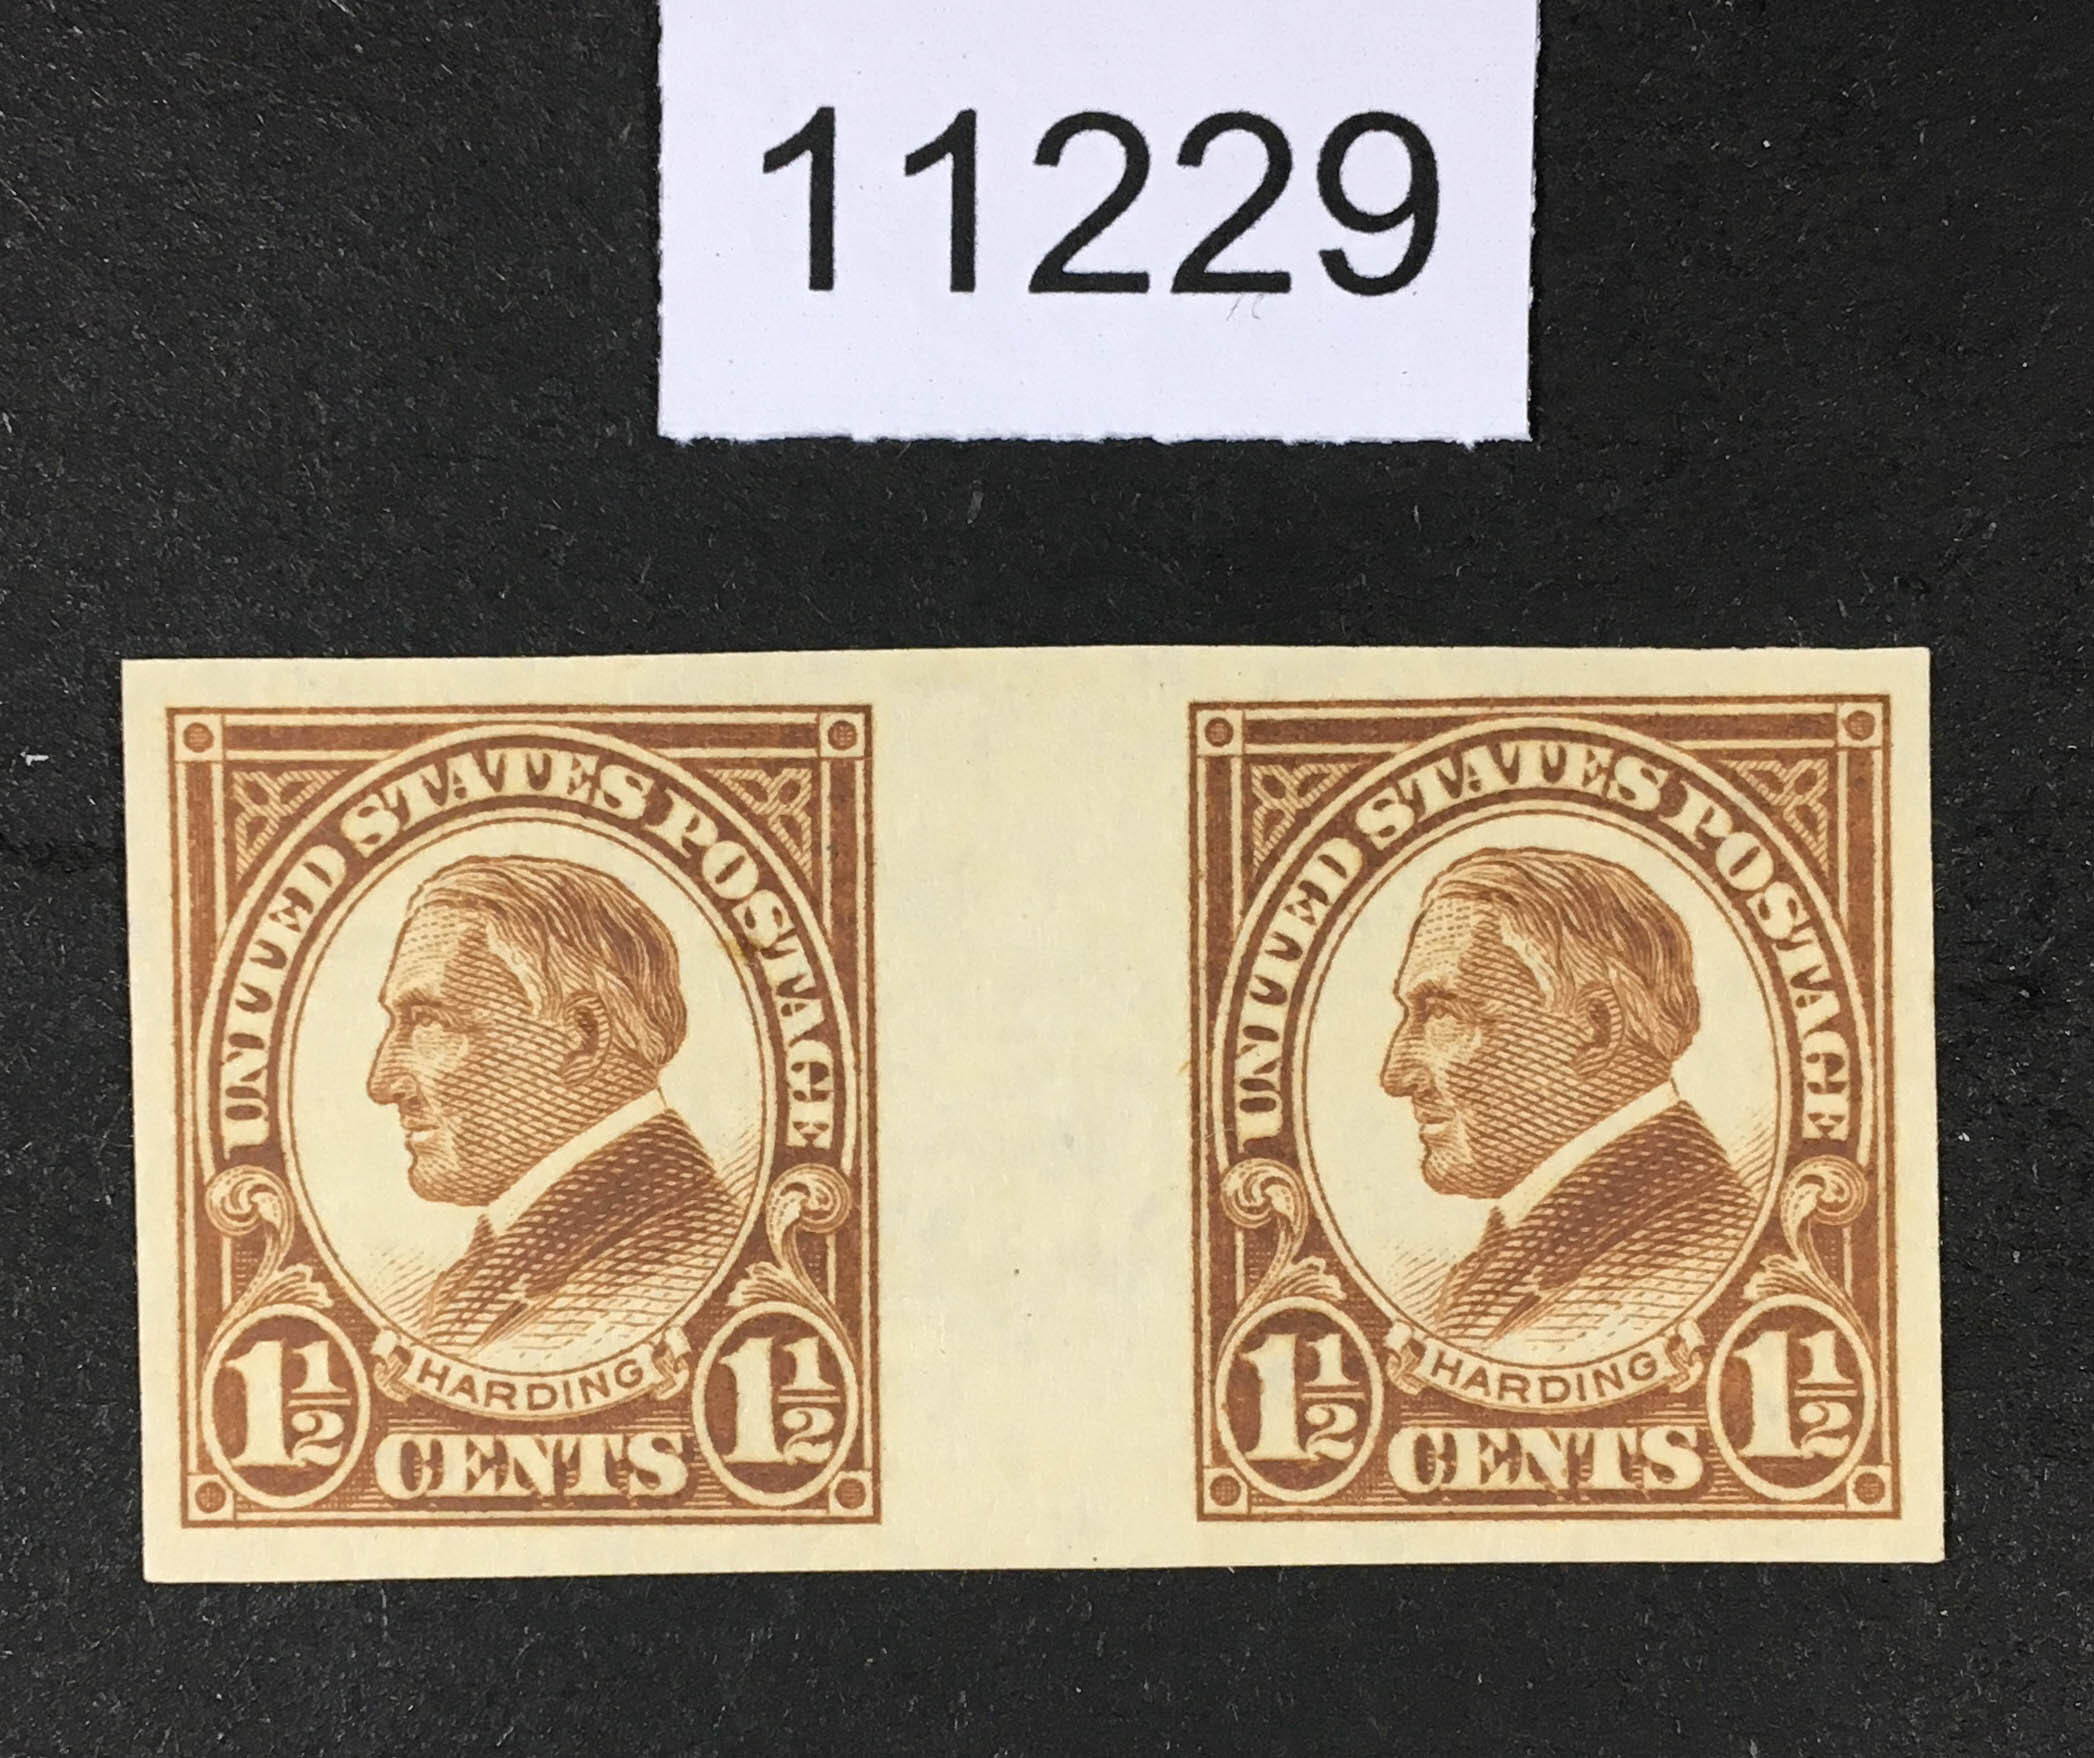 11229
UNITED STATES POSTAGE
HARDING
1½ CENTS 1½
UNITED STATES POSTAGE
HARDING
1½ CENTS 1½